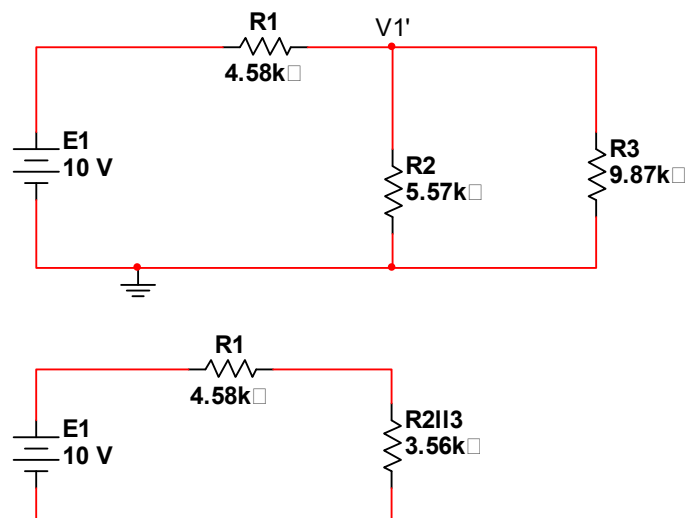 R1
V1'
4.58k□
E1
10 V
R2
5.57k□
R3
9.87k□
R1
4.58k□
E1
10 V
R2II3
3.56k□